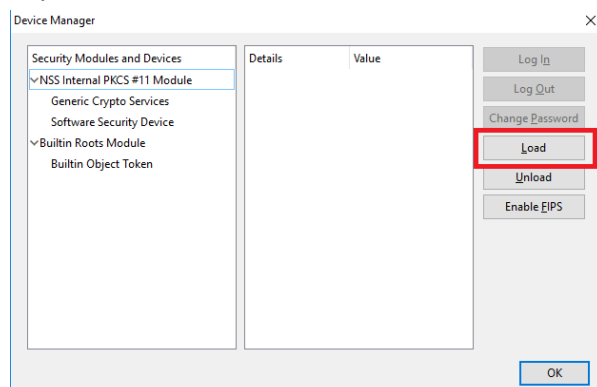 Device Manager
Security Modules and Devices
NSS Internal PKCS #11 Module
Generic Crypto Services
Software Security Device
Builtin Roots Module
Builtin Object Token
Details Value
Log In
Log Out
Change Password
Load
Unload
Enable FIPS
OK